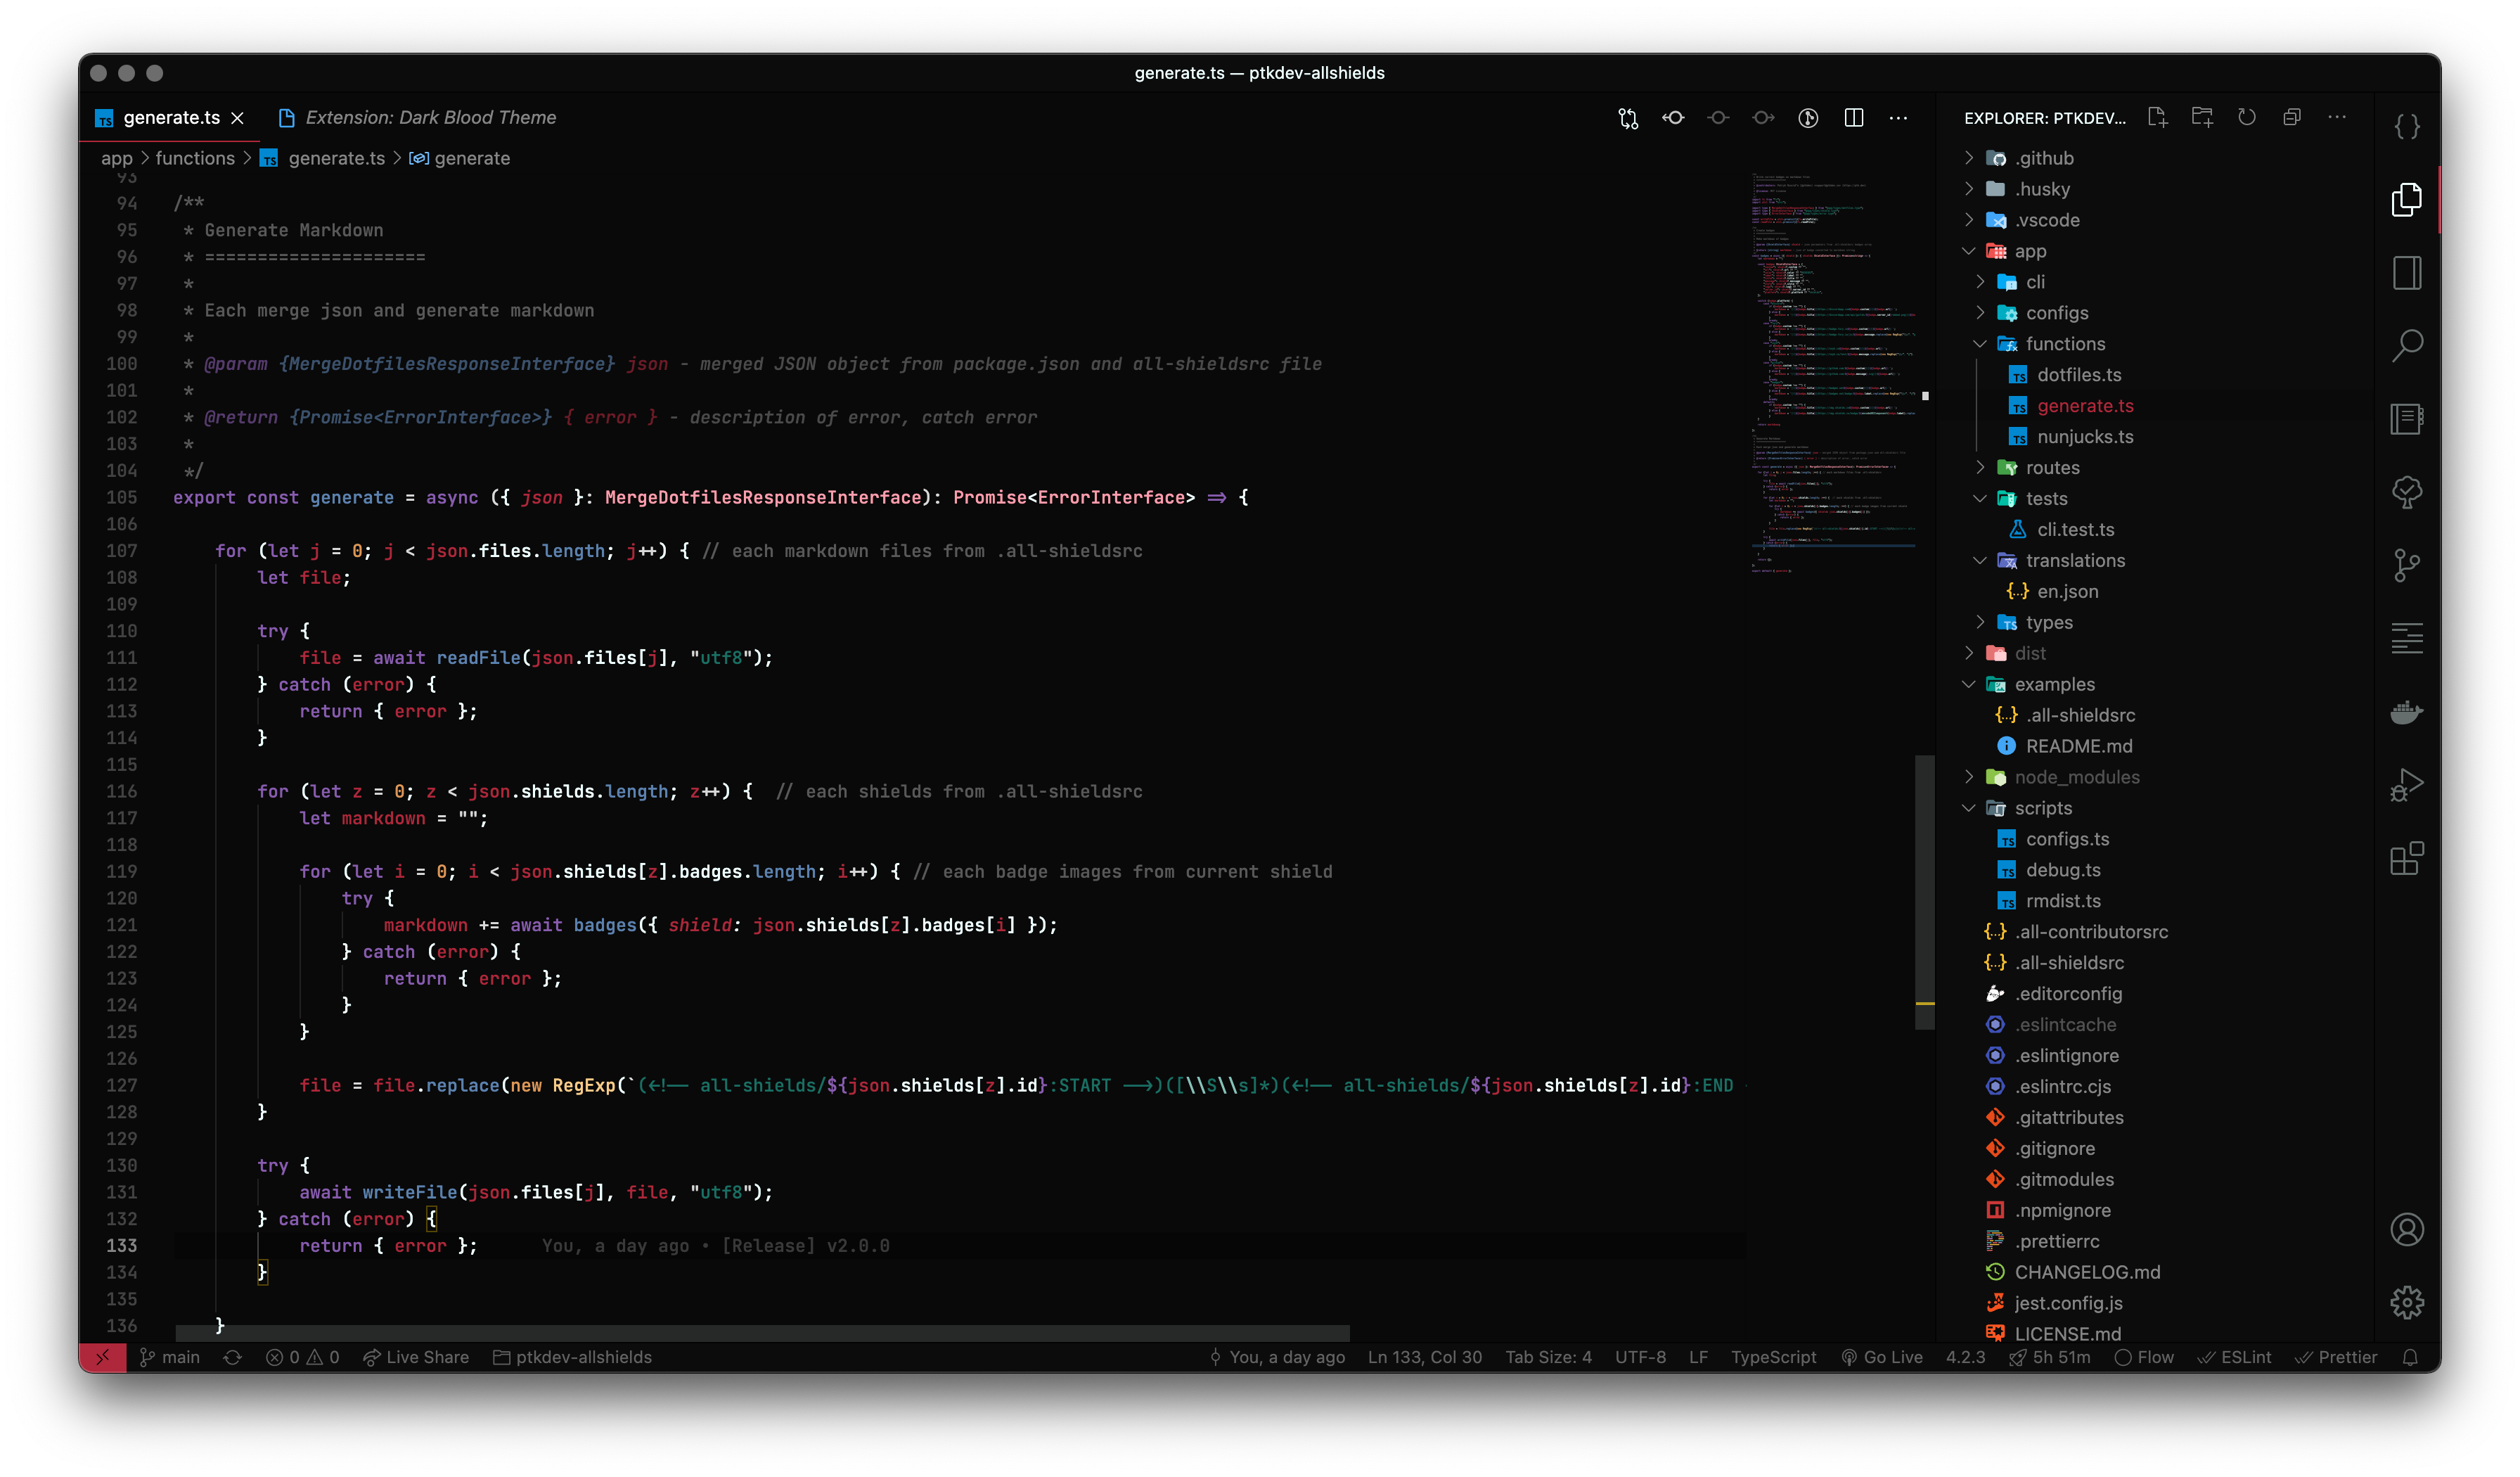 generate.ts — ptkdev-allshields
generate.ts
Extension: Dark Blood Theme
app > functions > generate.ts > generate
93
94 /**
95 * Generate Markdown
96 * =====================
97 *
98 * Each merge json and generate markdown
99 *
100 * @param {MergeDotfilesResponseInterface} json - merged JSON object from package.json and all-shieldsrc file
101 *
102 * @return {Promise<ErrorInterface>} { error } - description of error, catch error
103 *
104 */
105 export const generate = async ({ json }: MergeDotfilesResponseInterface): Promise<ErrorInterface> => {
106
107 for (let j = 0; j < json.files.length; j++) { // each markdown files from .all-shieldsrc
108 let file;
109
110 try {
111 file = await readFile(json.files[j], "utf8");
112 } catch (error) {
113 return { error };
114 }
115
116 for (let z = 0; z < json.shields.length; z++) { // each shields from .all-shieldsrc
117 let markdown = "";
118
119 for (let i = 0; i < json.shields[z].badges.length; i++) { // each badge images from current shield
120 try {
121 markdown += await badges({ shield: json.shields[z].badges[i] });
122 } catch (error) {
123 return { error };
124 }
125 }
126
127 file = file.replace(new RegExp(`(<!-- all-shields/${json.shields[z].id}:START -->)([\\S\\s]*)(<!-- all-shields/${json.shields[z].id}:END
128 }
129
130 try {
131 await writeFile(json.files[j], file, "utf8");
132 } catch (error) {
133 return { error }; You, a day ago • [Release] v2.0.0
134 }
135
136 }
EXPLORER: PTKDEV...
.github
.husky
.vscode
app
cli
configs
functions
dotfiles.ts
generate.ts
nunjucks.ts
routes
tests
cli.test.ts
translations
en.json
types
dist
examples
.all-shieldsrc
README.md
node_modules
scripts
configs.ts
debug.ts
rmdist.ts
.all-contributorsrc
.all-shieldsrc
.editorconfig
.eslintcache
.eslintignore
.eslintrc.cjs
.gitattributes
.gitignore
.gitmodules
.npmignore
.prettierrc
CHANGELOG.md
jest.config.js
LICENSE.md
main 0 0 Live Share ptkdev-allshields You, a day ago Ln 133, Col 30 Tab Size: 4 UTF-8 LF TypeScript Go Live 4.2.3 5h 51m Flow ESLint Prettier